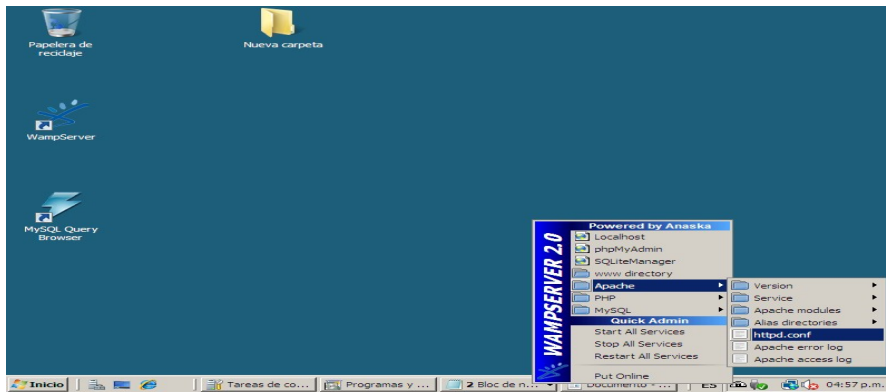 Papelera de
reciclaje
Nueva carpeta
WampServer
MySQL Query
Browser
WAMPSERVER 2.0
Powered by Anaska
Localhost
phpMyAdmin
SQLiteManager
www directory
Apache
PHP
MySQL
Quick Admin
Start All Services
Stop All Services
Restart All Services
Put Online
Version
Service
Apache modules
Alias directories
httpd.conf
Apache error log
Apache access log
Inicio
Tareas de co...
Programas y ...
2 Bloc de n...
Documento - ...
ES
04:57 p.m.